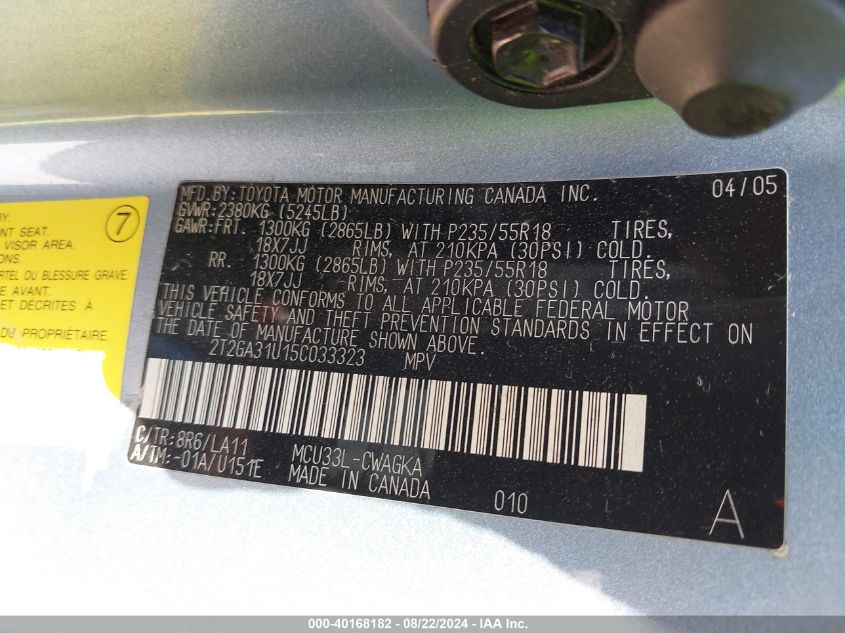 MFD.BY:TOYOTA MOTOR MANUFACTURING CANADA INC. 04/05
GVWR:2380KG (5245LB)
GAWR:FRT. 1300KG (2865LB) WITH P235/55R18 TIRES,
18X7JJ RIMS, AT 210KPA (30PSI) COLD.
RR. 1300KG (2865LB) WITH P235/55R18 TIRES,
18X7JJ RIMS, AT 210KPA (30PSI) COLD.
THIS VEHICLE CONFORMS TO ALL APPLICABLE FEDERAL MOTOR
VEHICLE SAFETY AND THEFT PREVENTION STANDARDS IN EFFECT ON
THE DATE OF MANUFACTURE SHOWN ABOVE.
2T2GA31U15C033323 MPV
C/TR:8R6/LA11 MCU33L-CWAGKA
A/TM:-01A/U151E MADE IN CANADA 010 A
7
NT SEAT.
VISOR AREA.
ONS.
RTEL OU BLESSURE GRAVE:
E AVANT.
ET DÉCRITES À
DU PROPRIÉTAIRE.
000-40168182 - 08/22/2024 - IAA Inc.